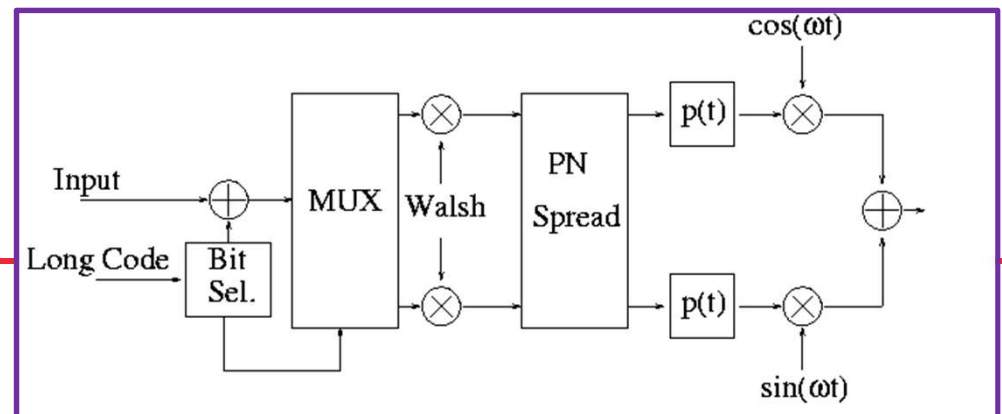 cos(ωt)
p(t)
PN
Spread
Input
MUX
Walsh
Long Code
Bit
Sel.
p(t)
sin(ωt)